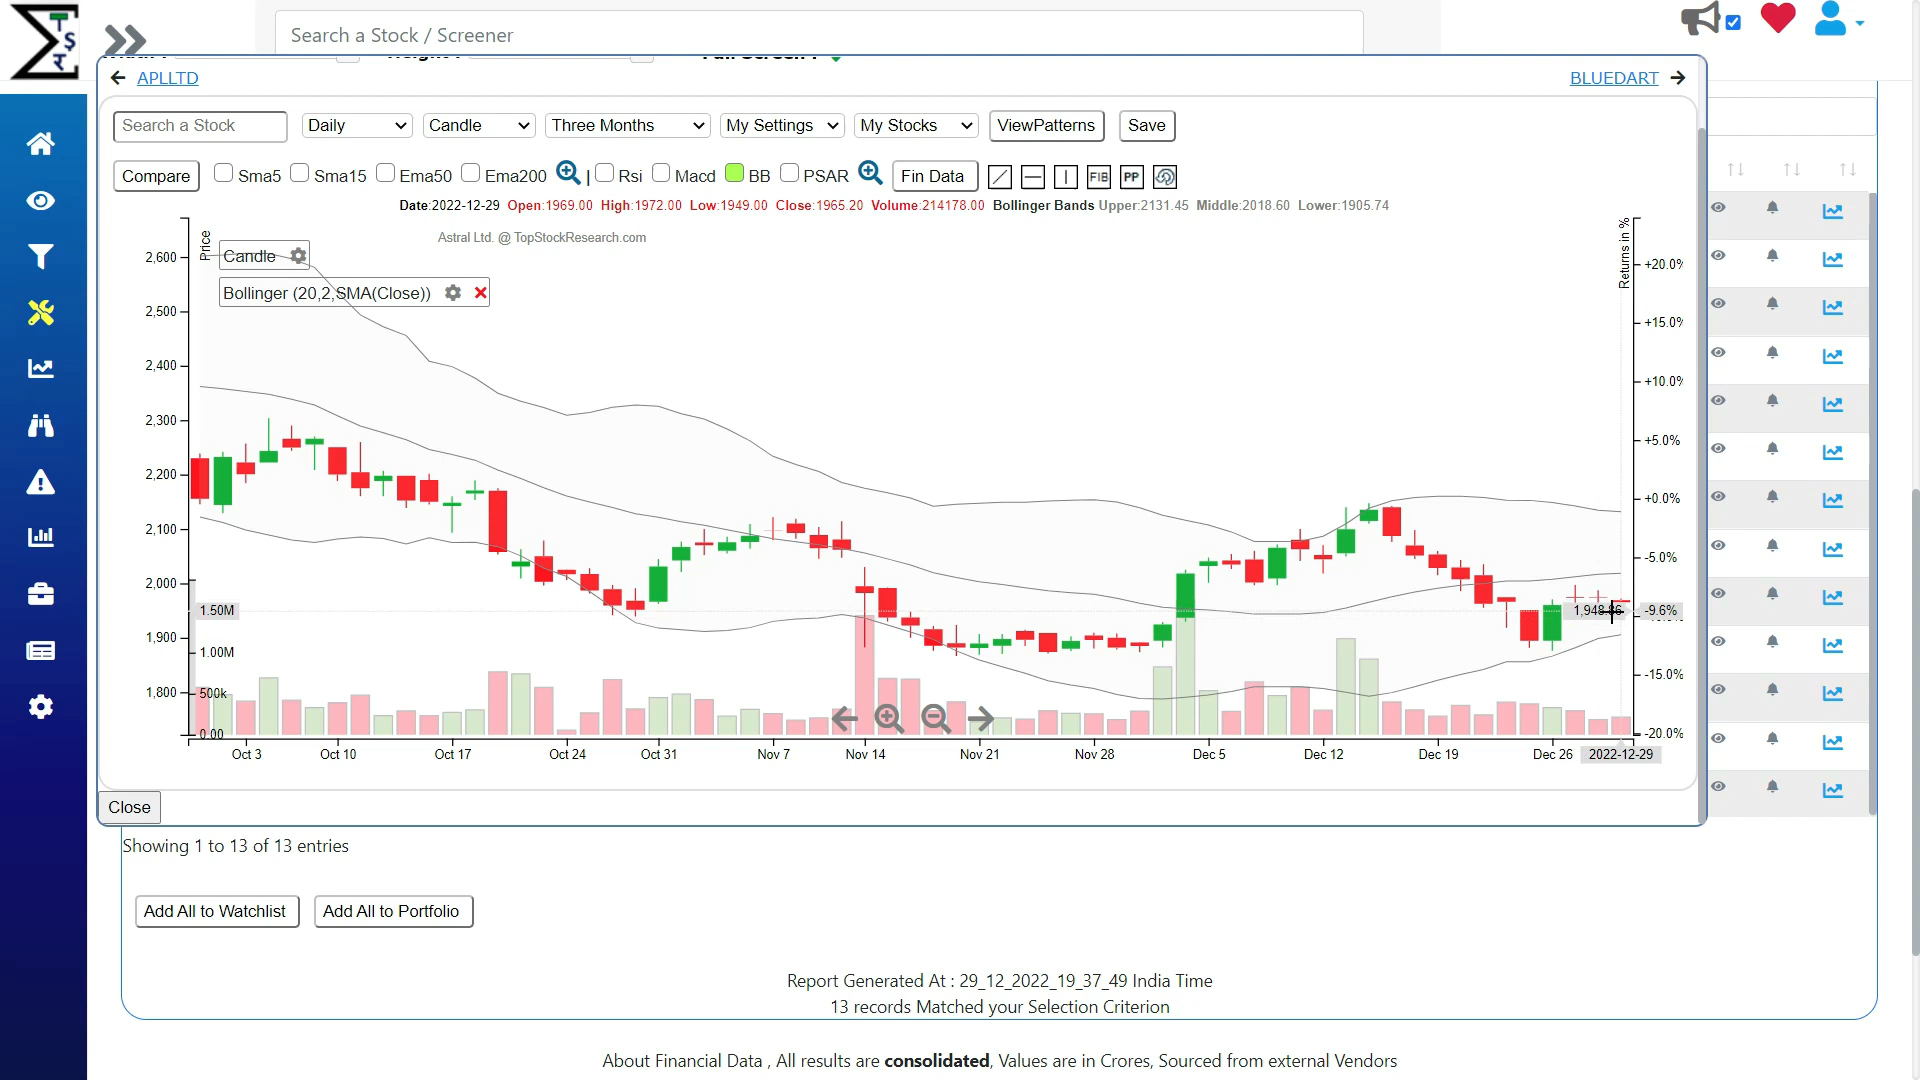 Search a Stock / Screener
APLLTD
BLUEDART
Search a Stock
Daily
Candle
Three Months
My Settings
My Stocks
ViewPatterns
Save
Compare
Sma5
Sma15
Ema50
Ema200
|
Rsi
Macd
BB
PSAR
Fin Data
FIB
PP
Date:2022-12-29 Open:1969.00 High:1972.00 Low:1949.00 Close:1965.20 Volume:214178.00 Bollinger Bands Upper:2131.45 Middle:2018.60 Lower:1905.74
Astral Ltd. @ TopStockResearch.com
Price
Candle
Bollinger (20,2,SMA(Close))
2,600
2,500
2,400
2,300
2,200
2,100
2,000
1,900
1,800
1.50M
1.00M
500k
0.00
Returns in %
+20.0%
+15.0%
+10.0%
+5.0%
+0.0%
-5.0%
-9.6%
-15.0%
-20.0%
1,948.86
Oct 3
Oct 10
Oct 17
Oct 24
Oct 31
Nov 7
Nov 14
Nov 21
Nov 28
Dec 5
Dec 12
Dec 19
Dec 26
2022-12-29
Close
Showing 1 to 13 of 13 entries
Add All to Watchlist
Add All to Portfolio
Report Generated At : 29_12_2022_19_37_49 India Time
13 records Matched your Selection Criterion
About Financial Data , All results are consolidated, Values are in Crores, Sourced from external Vendors